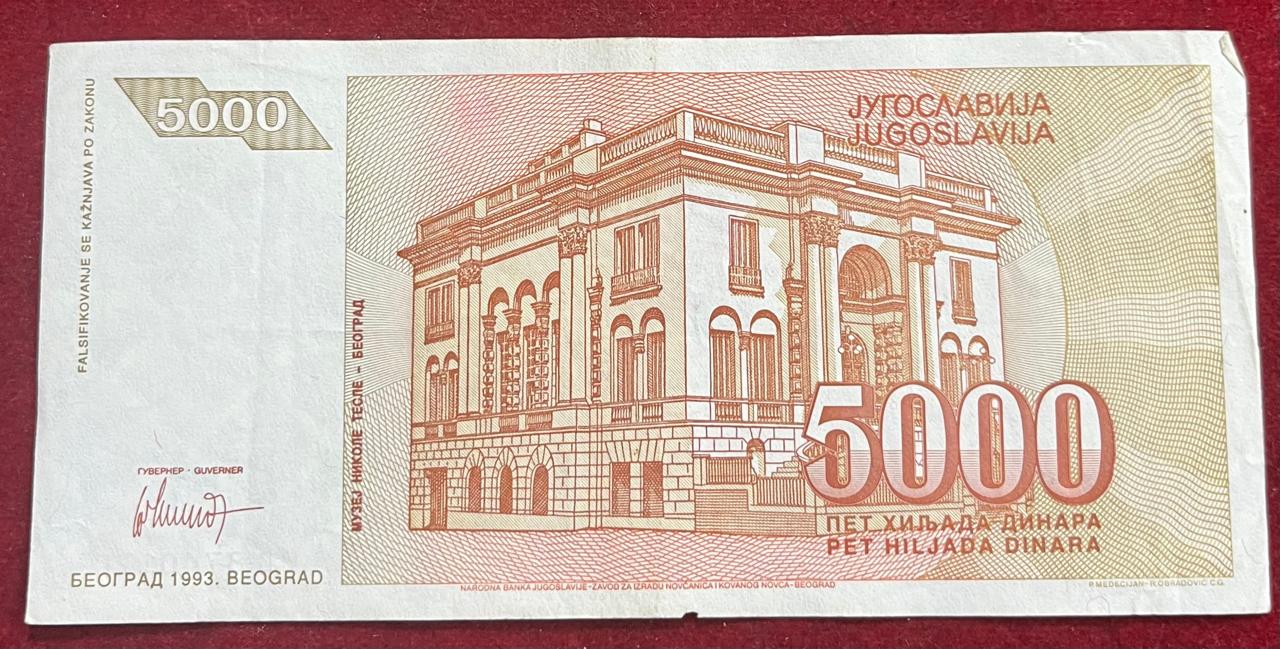 FALSIFIKOVANJE SE KAŽNJAVA PO ZAKONU
5000
ЈУГОСЛАВИЈА
JUGOSLAVIJA
МУЗЕЈ НИКОЛЕ ТЕСЛЕ – БЕОГРАД
5000
ПЕТ ХИЉАДА ДИНАРА
PET HILJADA DINARA
ГУВЕРНЕР · GUVERNER
БЕОГРАД 1993. BEOGRAD
NARODNA BANKA JUGOSLAVIJE-ZAVOD ZA IZRADU NOVČANICA I KOVANOG NOVCA-BEOGRAD
P.MEDECIJAN-R.OBRADOVIĆ C.G.